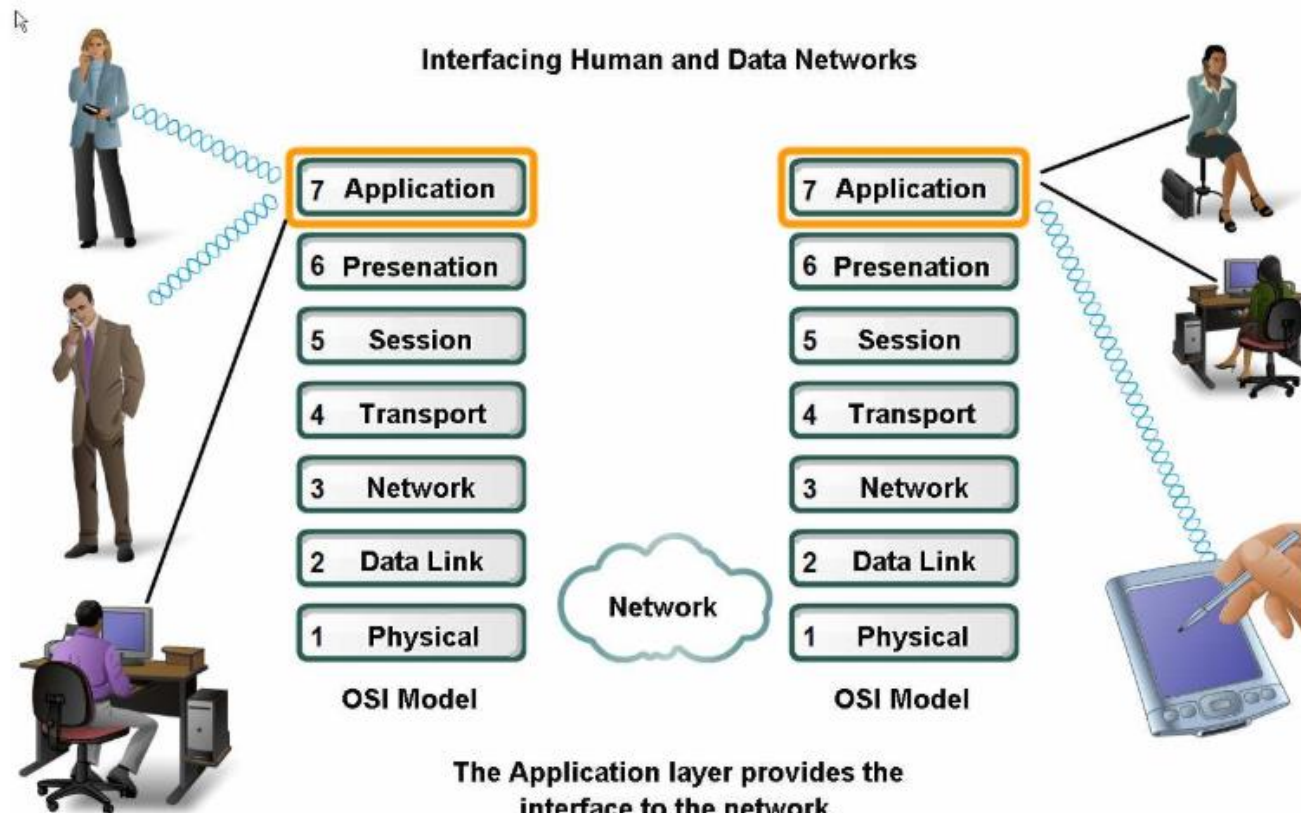 Interfacing Human and Data Networks
7 Application
6 Presenation
5 Session
4 Transport
3 Network
2 Data Link
1 Physical
OSI Model
Network
7 Application
6 Presenation
5 Session
4 Transport
3 Network
2 Data Link
1 Physical
OSI Model
The Application layer provides the
interface to the network